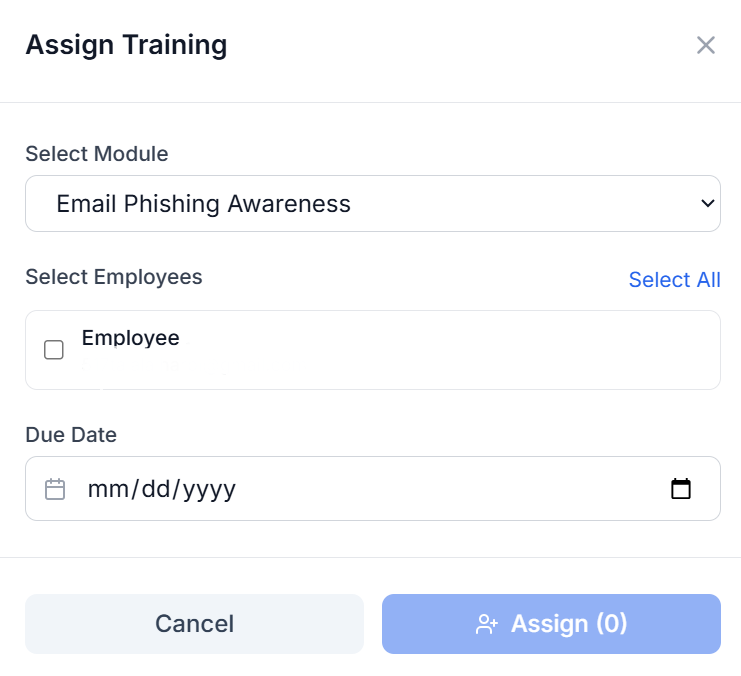 Assign Training
Select Module
Email Phishing Awareness
Select Employees
Select All
Employee
Due Date
mm/dd/yyyy
Cancel
Assign (0)